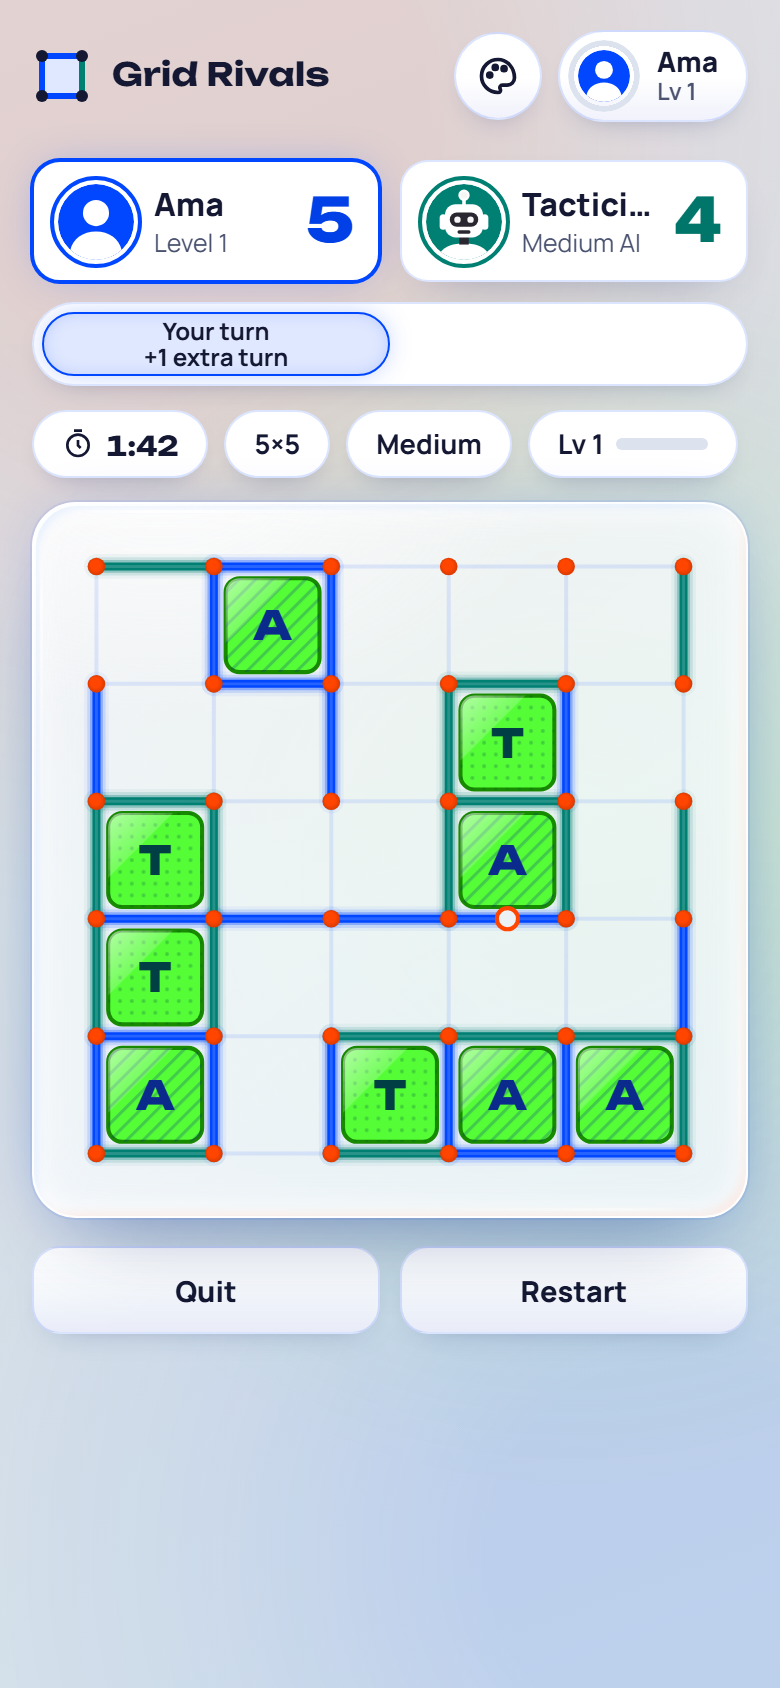 Grid Rivals
Ama
Lv 1
Ama
Level 1
5
Tactici...
Medium AI
4
Your turn
+1 extra turn
1:42
5×5
Medium
Lv 1
A
T
T
A
T
A
T
A
A
Quit
Restart